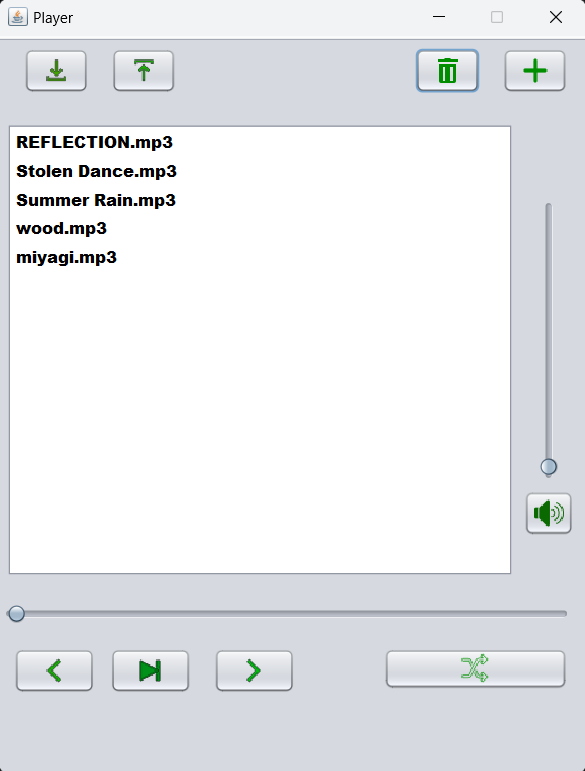 Player
REFLECTION.mp3
Stolen Dance.mp3
Summer Rain.mp3
wood.mp3
miyagi.mp3